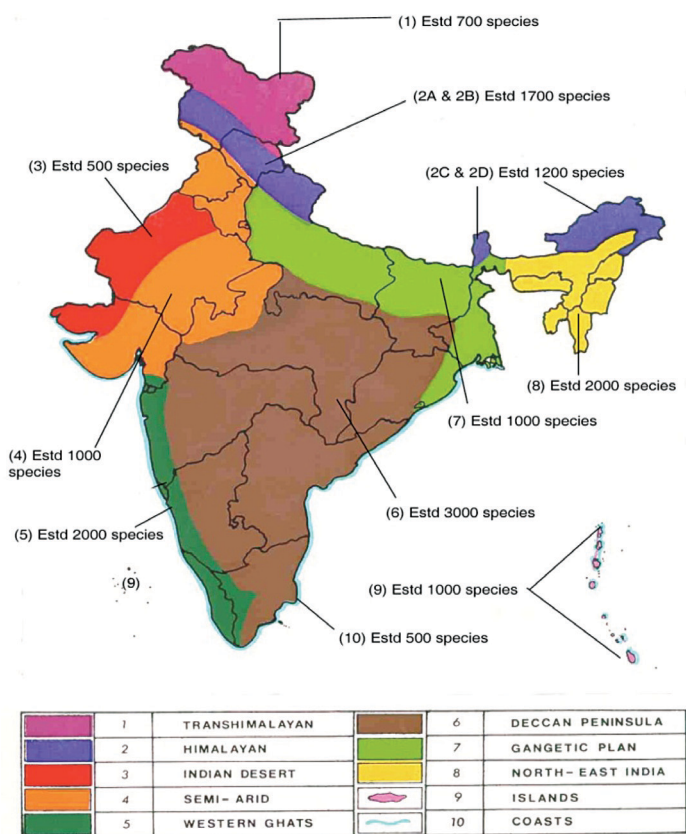 (1) Estd 700 species
(2A & 2B) Estd 1700 species
(3) Estd 500 species
(2C & 2D) Estd 1200 species
(8) Estd 2000 species
(7) Estd 1000 species
(4) Estd 1000
species
(6) Estd 3000 species
(5) Estd 2000 species
(9)
(9) Estd 1000 species
(10) Estd 500 species
1 TRANSHIMALAYAN
2 HIMALAYAN
3 INDIAN DESERT
4 SEMI-ARID
5 WESTERN GHATS
6 DECCAN PENINSULA
7 GANGETIC PLAN
8 NORTH-EAST INDIA
9 ISLANDS
10 COASTS